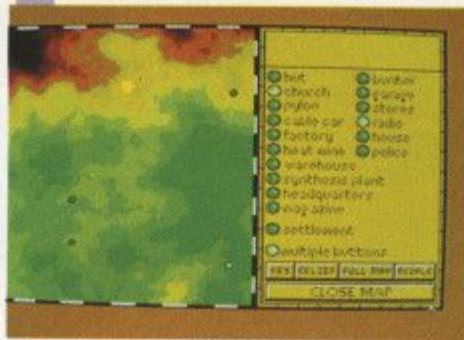 hut
bunker
church
garage
pylon
stores
cable car
radio
factory
house
heat mine
police
warehouse
synthesis plant
headquarters
magazine
settlement
multiple buttons
RELIEF
FULL MAP
PEOPLE
CLOSE MAP